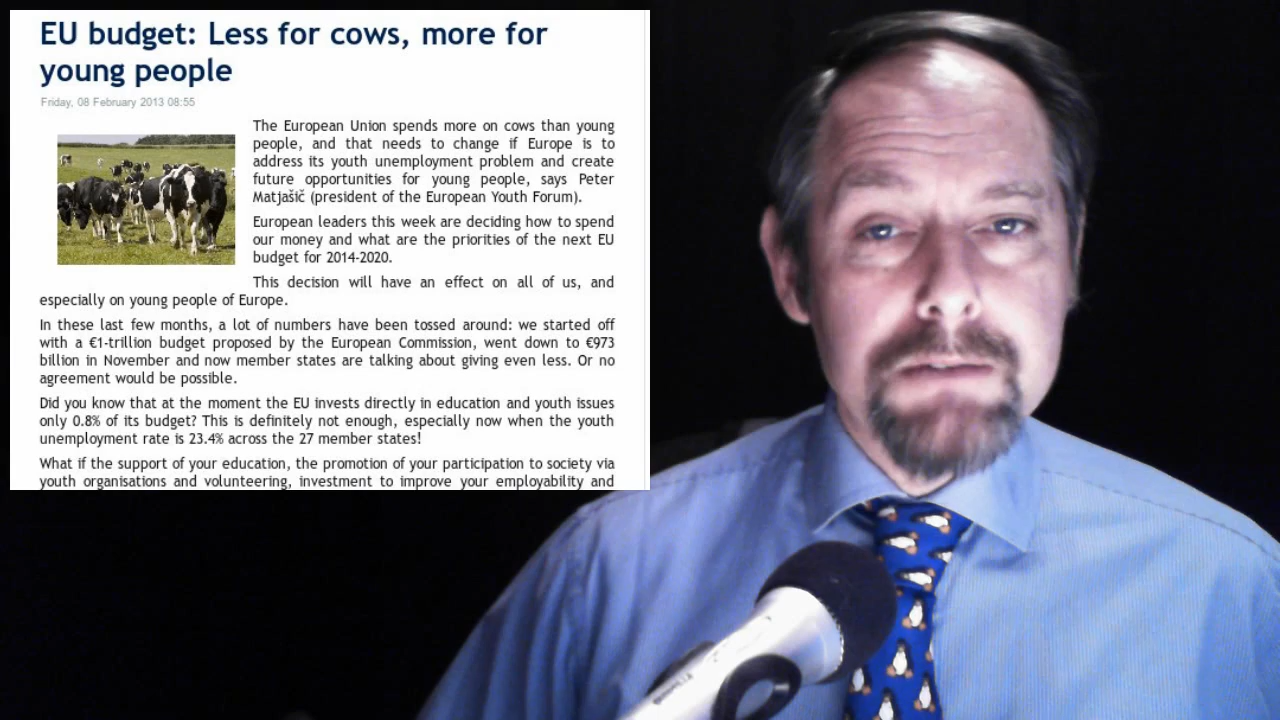 EU budget: Less for cows, more for
young people
Friday, 08 February 2013 08:55
The European Union spends more on cows than young
people, and that needs to change if Europe is to
address its youth unemployment problem and create
future opportunities for young people, says Peter
Matjašič (president of the European Youth Forum).
European leaders this week are deciding how to spend
our money and what are the priorities of the next EU
budget for 2014-2020.
This decision will have an effect on all of us, and
especially on young people of Europe.
In these last few months, a lot of numbers have been tossed around: we started off
with a €1-trillion budget proposed by the European Commission, went down to €973
billion in November and now member states are talking about giving even less. Or no
agreement would be possible.
Did you know that at the moment the EU invests directly in education and youth issues
only 0.8% of its budget? This is definitely not enough, especially now when the youth
unemployment rate is 23.4% across the 27 member states!
What if the support of your education, the promotion of your participation to society via
youth organisations and volunteering, investment to improve your employability and